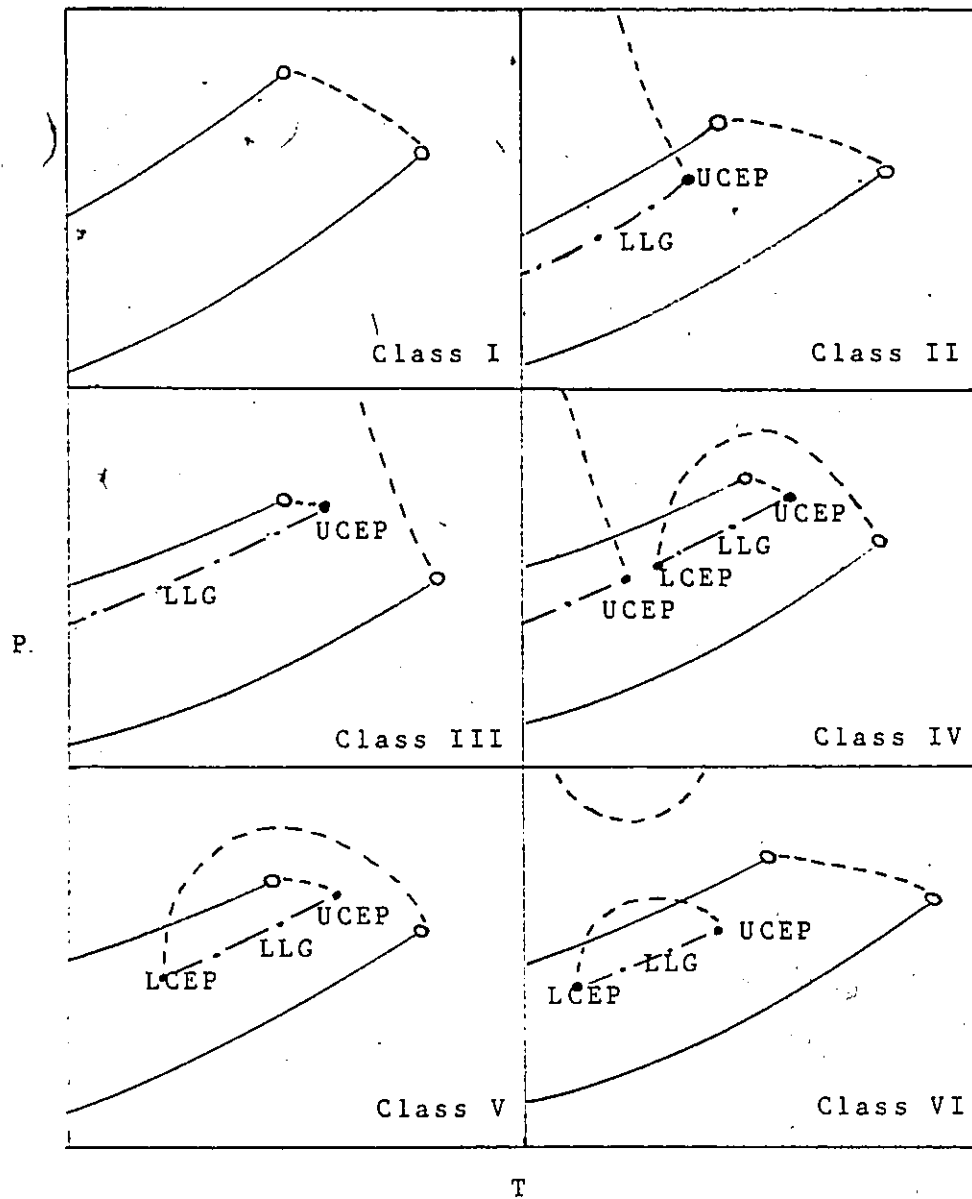 Class I
UCEP
LLG
Class II
UCEP
LLG
Class III
UCEP
LLG
LCEP
UCEP
Class IV
P.
UCEP
LLG
LCEP
Class V
UCEP
LLG
LCEP
Class VI
T